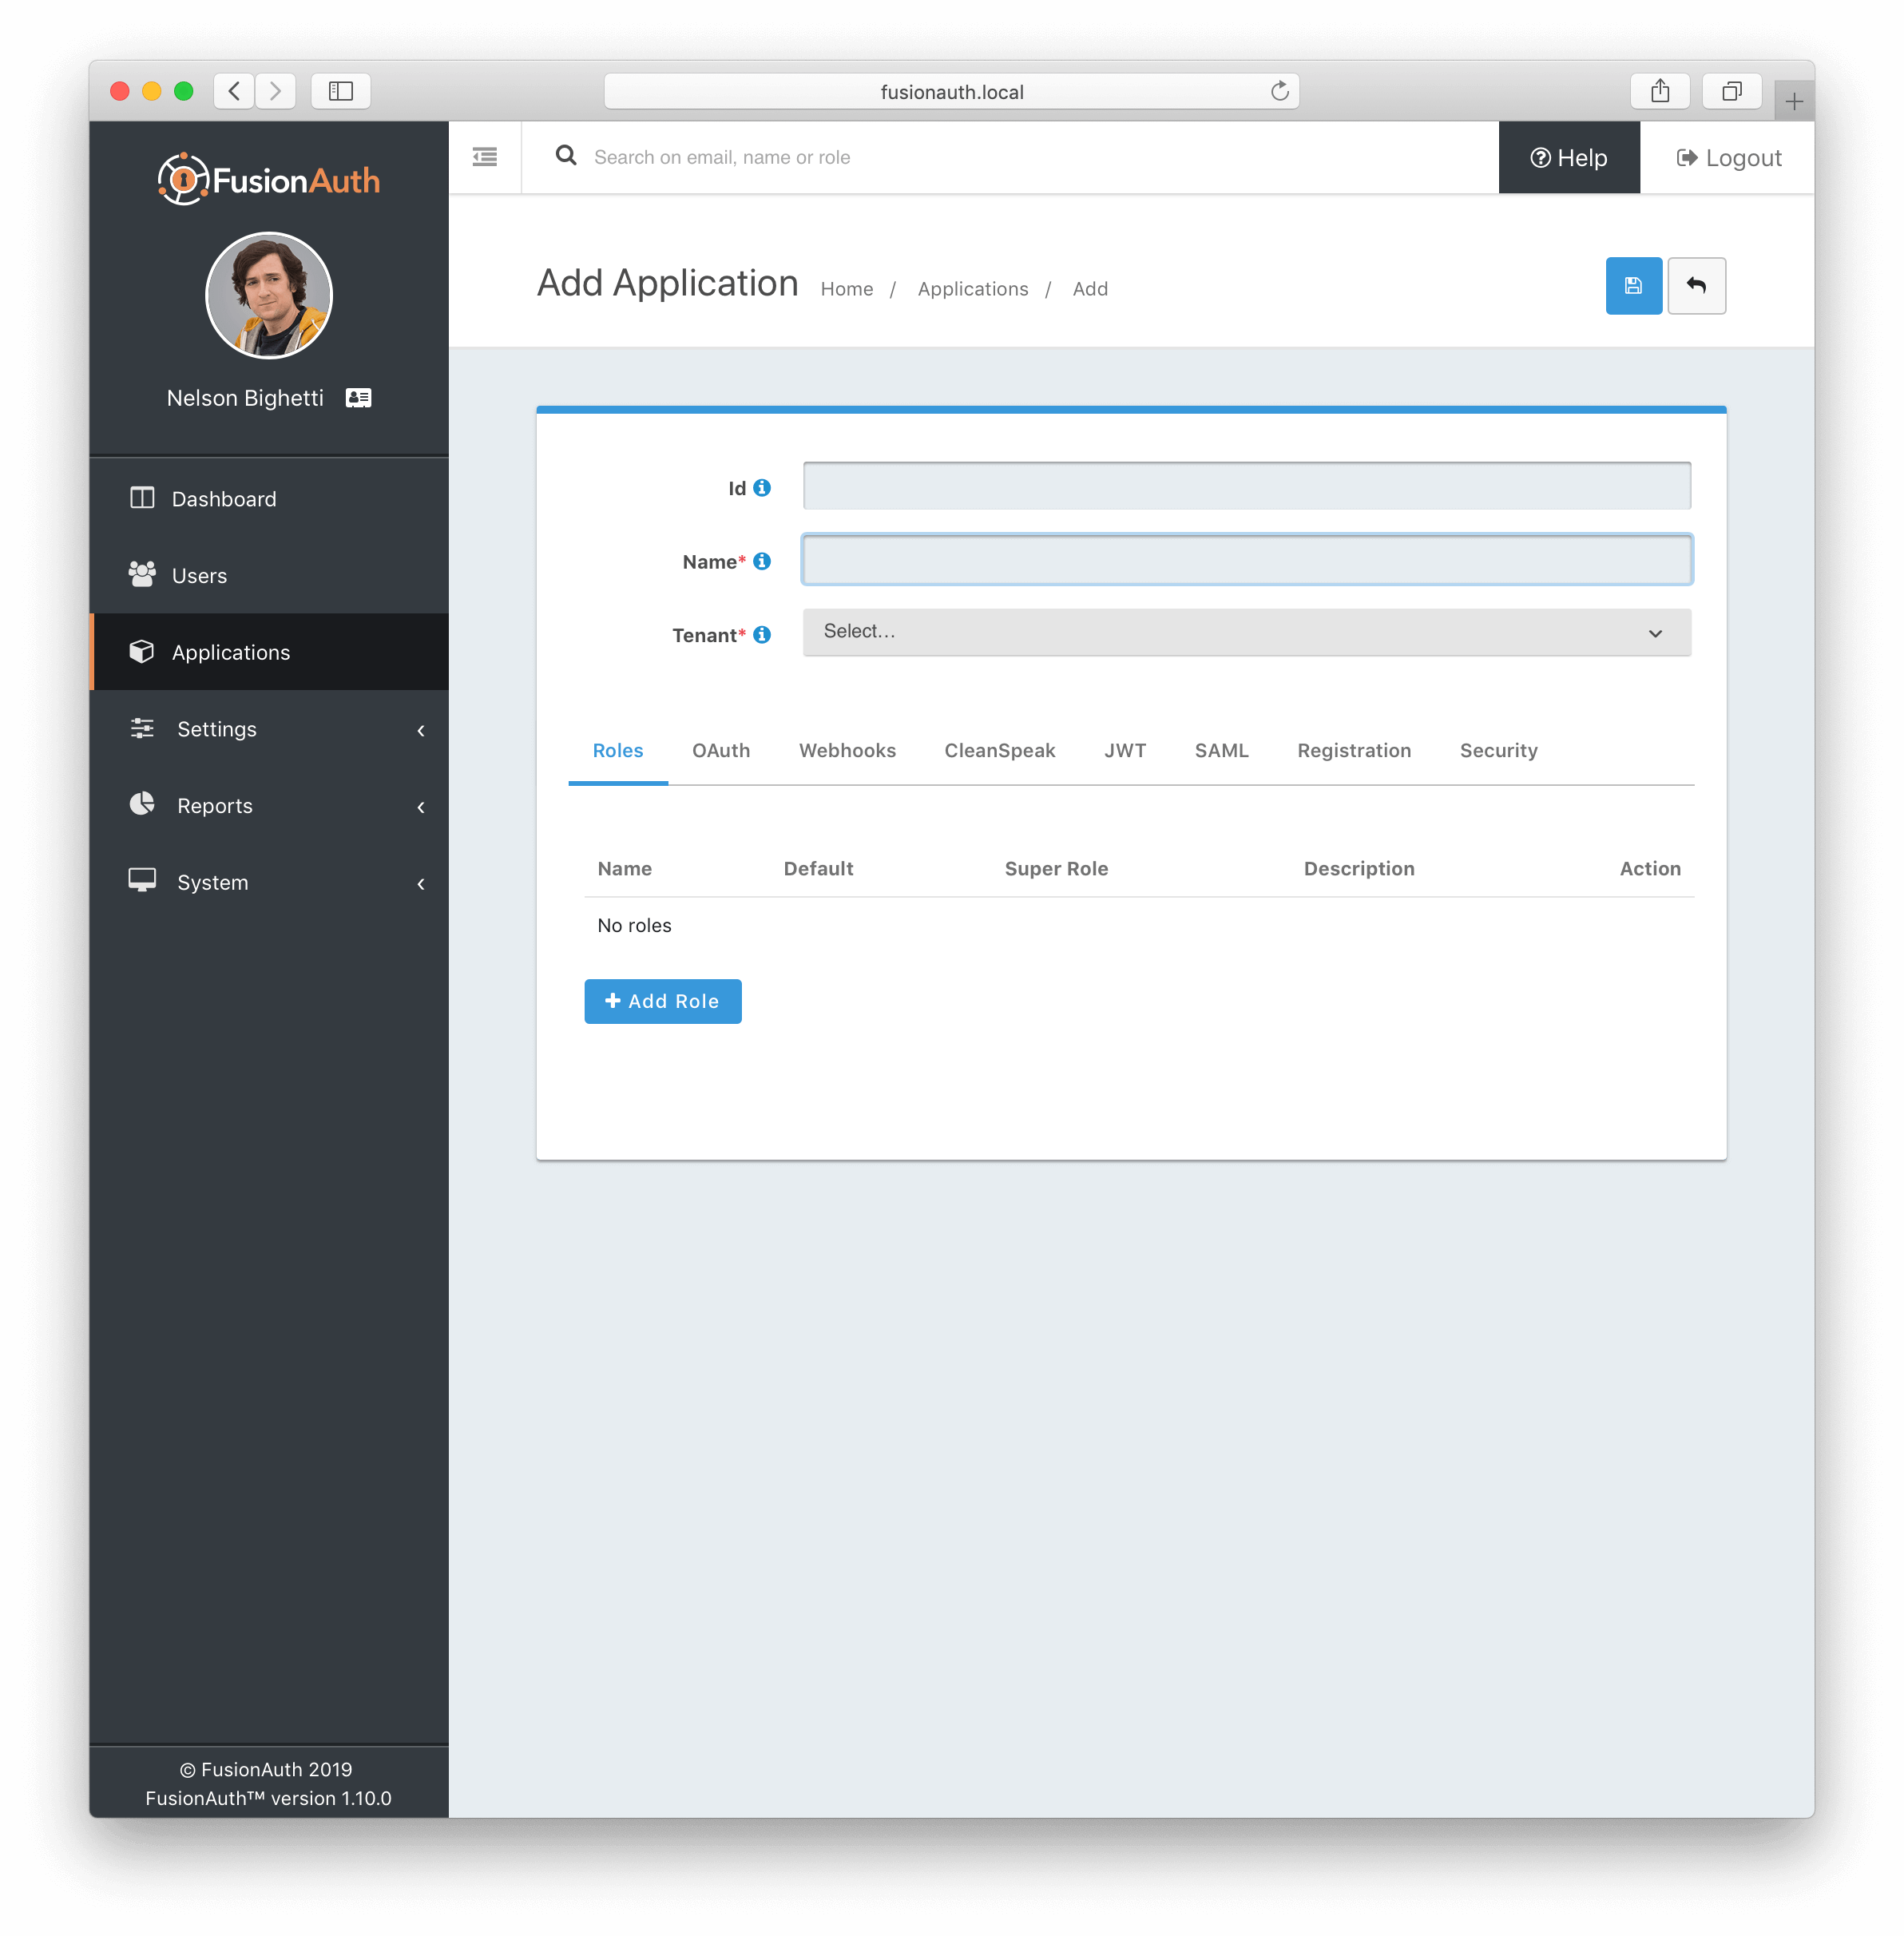 fusionauth.local
FusionAuth
Search on email, name or role
Help
Logout
Nelson Bighetti
Add Application
Home / Applications / Add
Dashboard
Users
Applications
Settings
Reports
System
Id
Name*
Tenant*
Select...
Roles OAuth Webhooks CleanSpeak JWT SAML Registration Security
Name Default Super Role Description Action
No roles
Add Role
© FusionAuth 2019
FusionAuth™ version 1.10.0